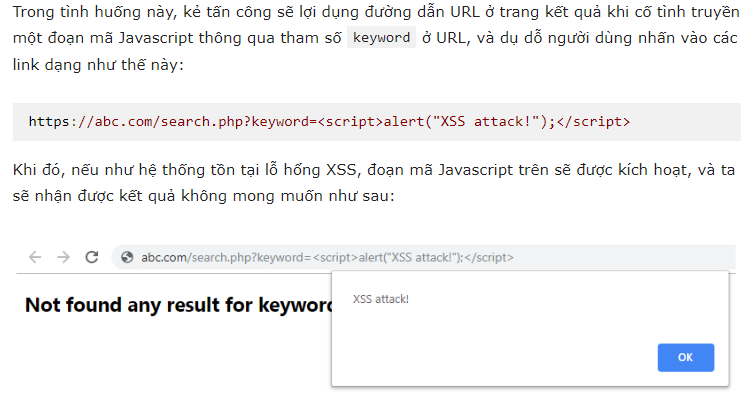 Trong tình huống này, kẻ tấn công sẽ lợi dụng đường dẫn URL ở trang kết quả khi cố tình truyền
một đoạn mã Javascript thông qua tham số keyword ở URL, và dụ dỗ người dùng nhấn vào các
link dạng như thế này:
https://abc.com/search.php?keyword=<script>alert("XSS attack!");</script>
Khi đó, nếu như hệ thống tồn tại lỗ hổng XSS, đoạn mã Javascript trên sẽ được kích hoạt, và ta
sẽ nhận được kết quả không mong muốn như sau:
abc.com/search.php?keyword=<script>alert("XSS attack!");</script>
Not found any result for keyword
XSS attack!
OK